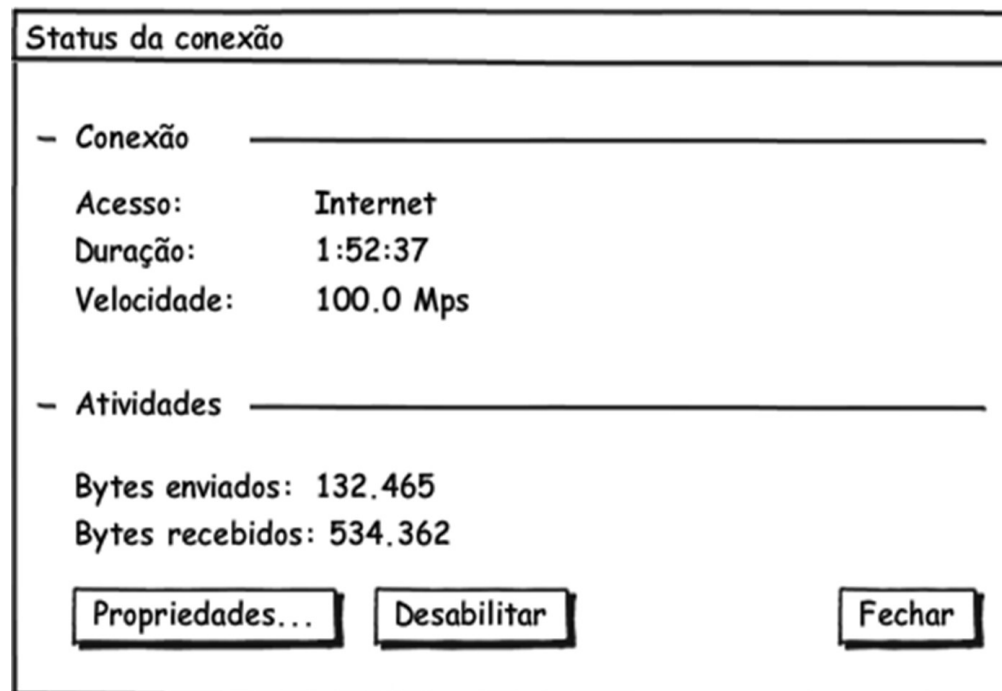 Status da conexão
Conexão
Acesso: Internet
Duração: 1:52:37
Velocidade: 100.0 Mps
Atividades
Bytes enviados: 132.465
Bytes recebidos: 534.362
Propriedades... Desabilitar Fechar